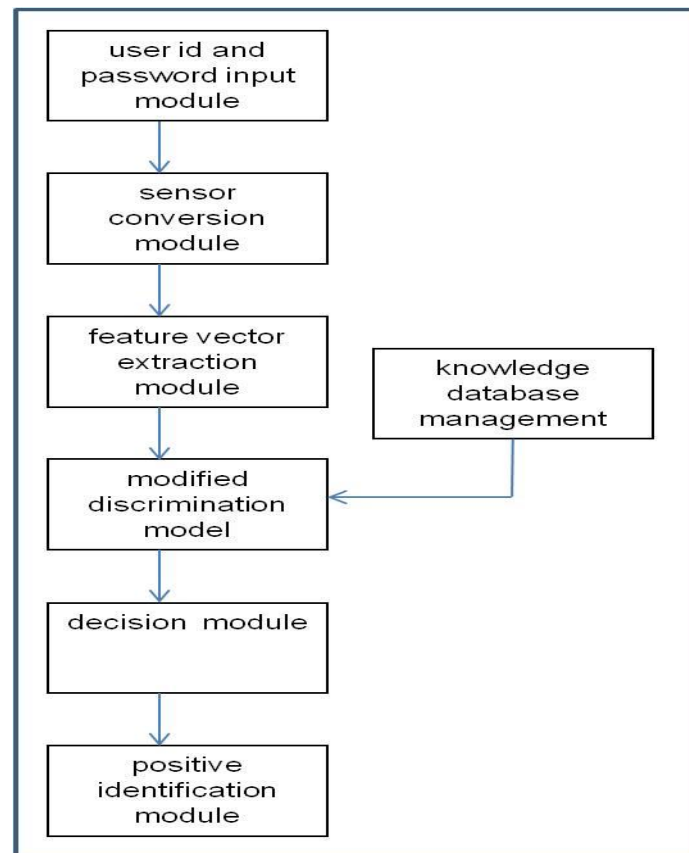 user id and
password input
module
sensor
conversion
module
feature vector
extraction
module
knowledge
database
management
modified
discrimination
model
decision module
positive
identification
module